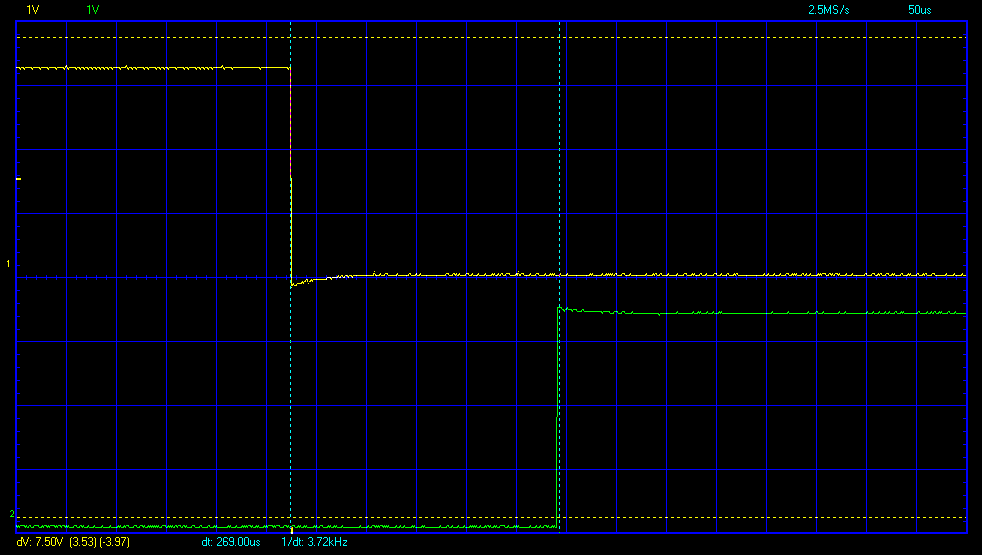 1V 1V 2.5MS/s 50us
1
2
dV: 7.50V (3.53) (-3.97) dt: 269.00us 1/dt: 3.72kHz